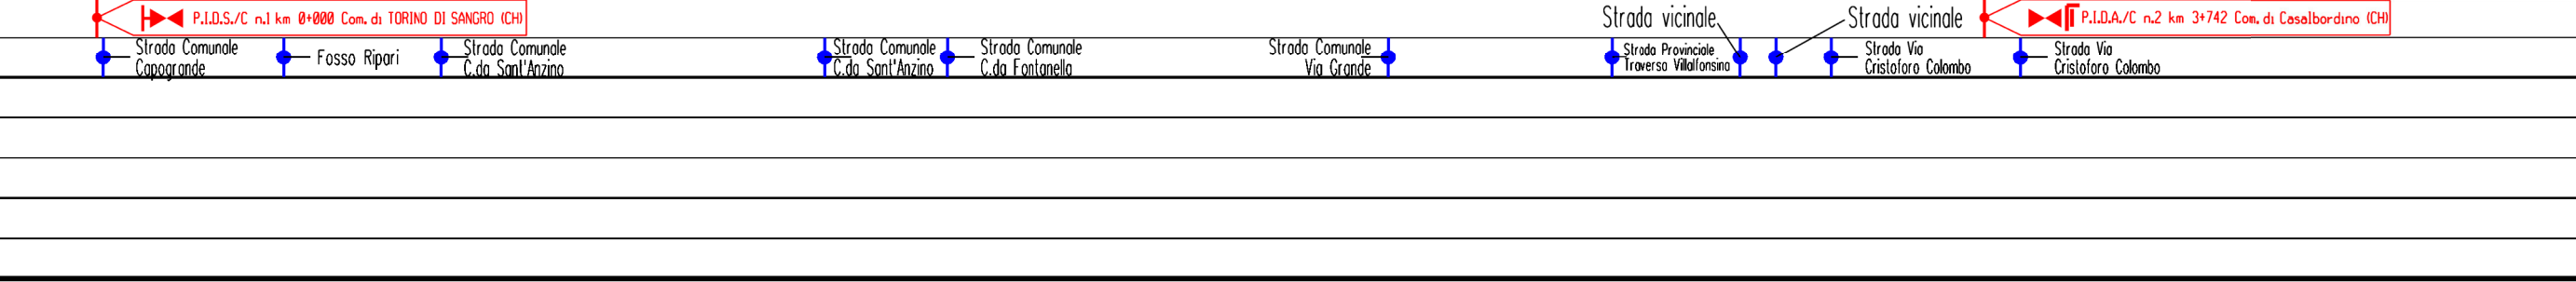 P.I.D.S./C n.1 km 0+000 Com. di TORINO DI SANGRO (CH)
Strada vicinale
Strada vicinale
P.I.D.A./C n.2 km 3+742 Com. di Casalbordino (CH)
Strada Comunale
Capogrande
Fosso Ripari
Strada Comunale
C.da Sant'Anzino
Strada Comunale
C.da Sant'Anzino
Strada Comunale
C.da Fontanella
Strada Comunale
Via Grande
Strada Provinciale
Traversa Villalfonsina
Strada Via
Cristoforo Colombo
Strada Via
Cristoforo Colombo